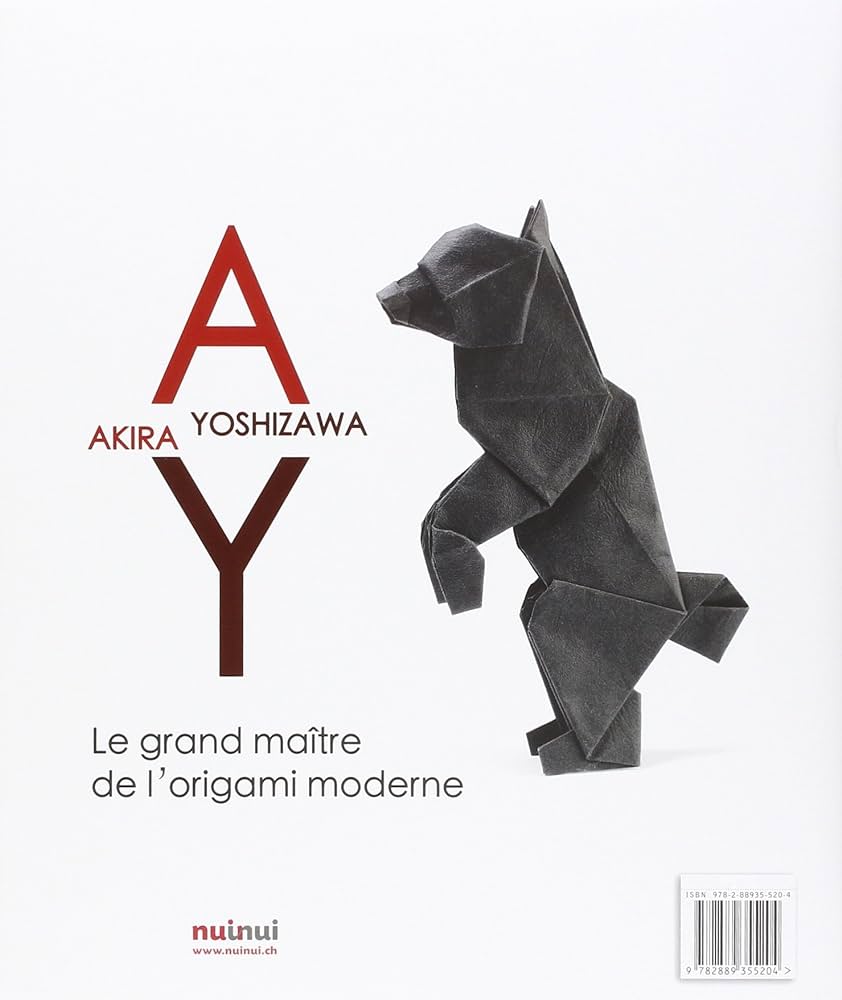 A
AKIRA YOSHIZAWA
Y
Le grand maître
de l'origami moderne
nuinui
www.nuinui.ch
ISBN 978-2-88935-520-4
9 782889 355204 >